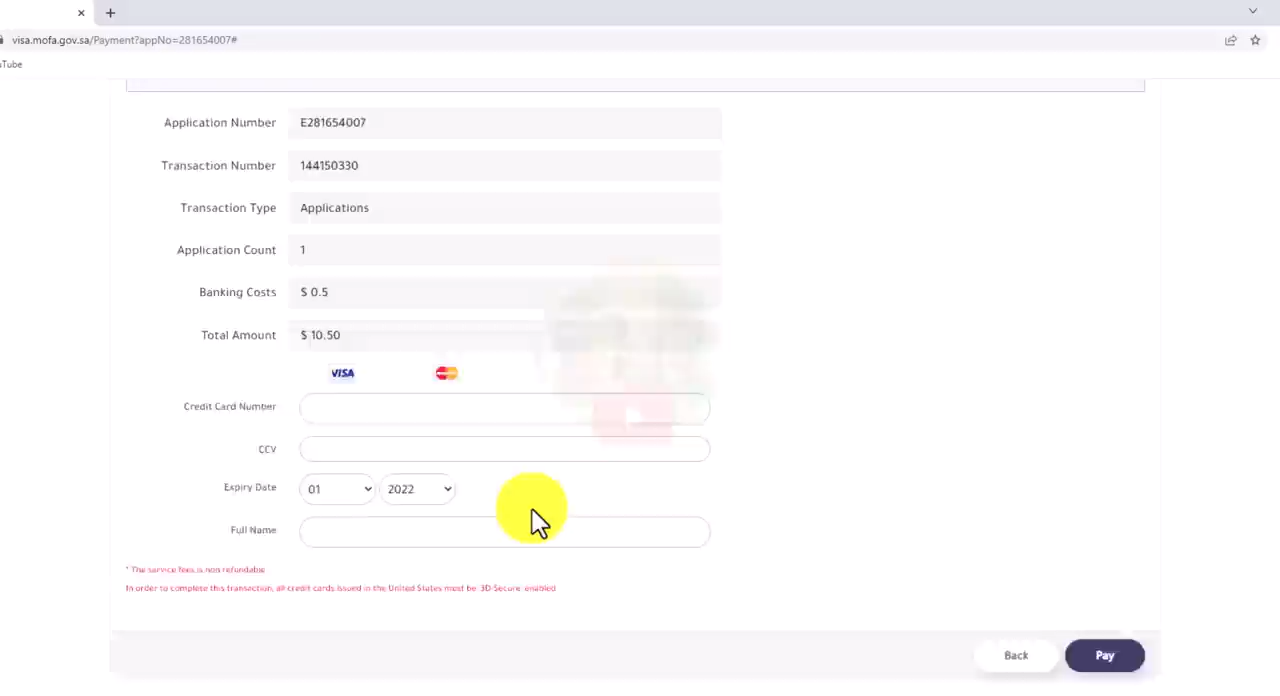 visa.mofa.gov.sa/Payment?appNo=281654007#
uTube
Application Number E281654007
Transaction Number 144150330
Transaction Type Applications
Application Count 1
Banking Costs $ 0.5
Total Amount $ 10.50
VISA
Credit Card Number
CCV
Expiry Date 01 2022
Full Name
* The service fees is non refundable
In order to complete this transaction, all credit cards issued in the United States must be 3D-Secure enabled
Back Pay